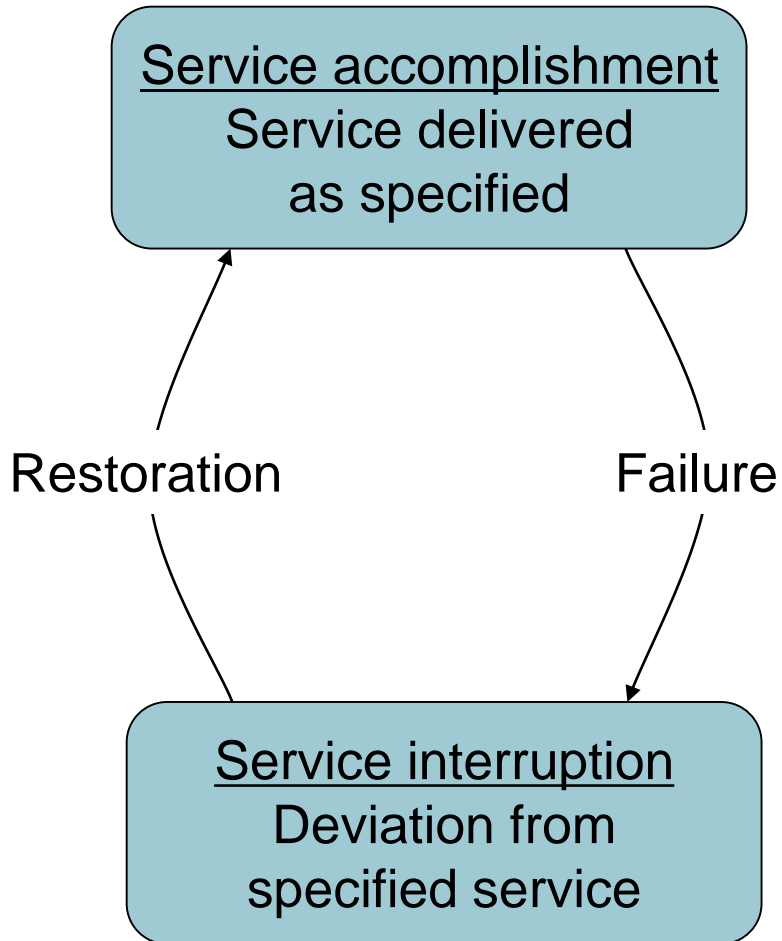 Service accomplishment
Service delivered
as specified
Restoration
Failure
Service interruption
Deviation from
specified service